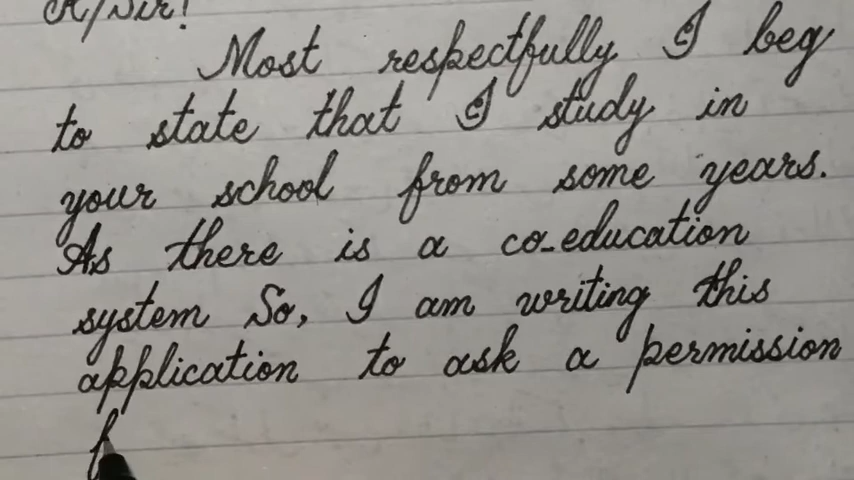 R/Sir!
Most respectfully I beg
to state that I study in
your school from some years.
As there is a co-education
system So, I am writing this
application to ask a permission
f